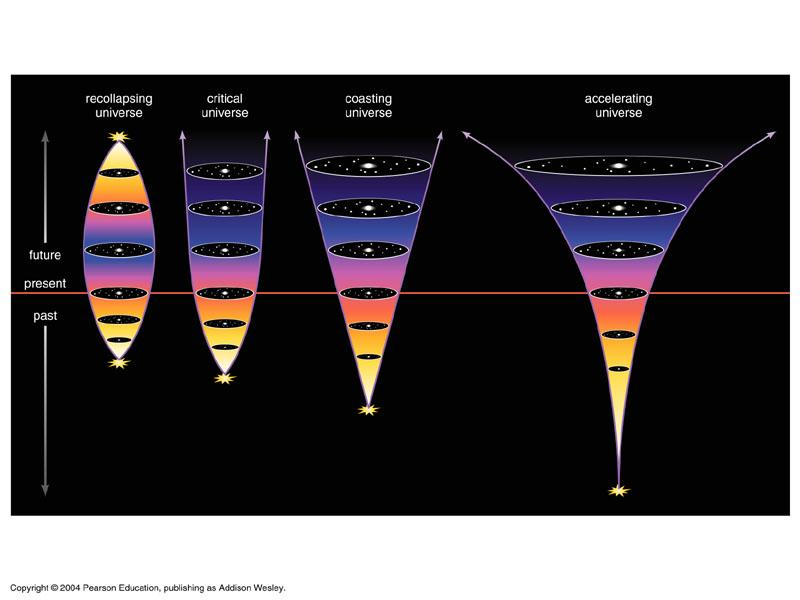 recollapsing
universe
critical
universe
coasting
universe
accelerating
universe
future
present
past
Copyright © 2004 Pearson Education, publishing as Addison Wesley.